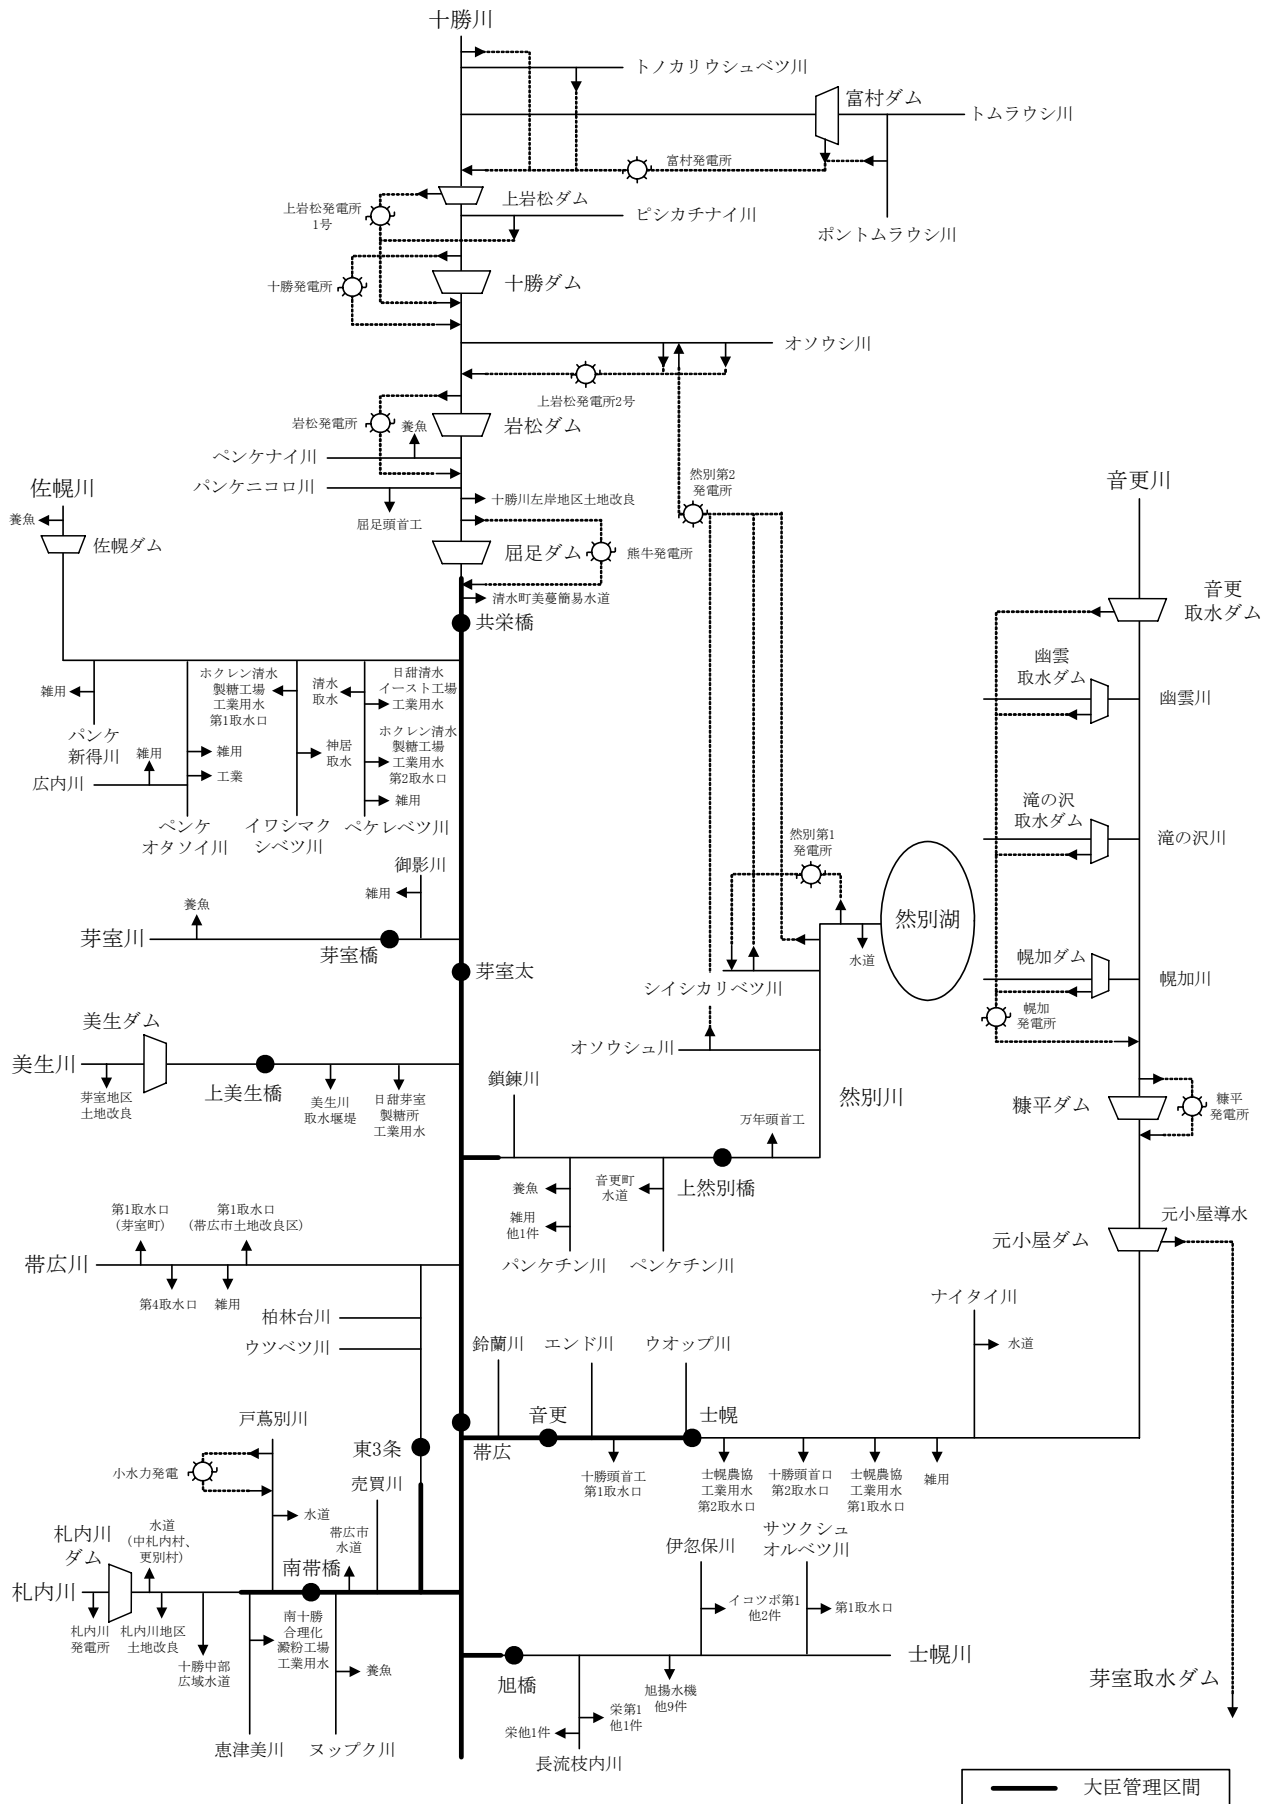 十勝川
トノカリウシュベツ川
富村ダム
トムラウシ川
富村発電所
上岩松ダム
上岩松発電所
1号
ピシカチナイ川
ポントムラウシ川
十勝発電所
十勝ダム
オソウシ川
上岩松発電所2号
岩松発電所
養魚
岩松ダム
ペンケナイ川
パンケニコロ川
屈足頭首工
十勝川左岸地区土地改良
然別第2
発電所
佐幌川
養魚
佐幌ダム
屈足ダム
熊牛発電所
清水町美蔓簡易水道
共栄橋
音更川
音更
取水ダム
幽雲
取水ダム
幽雲川
雑用
パンケ
新得川
ホクレン清水
製糖工場
工業用水
第1取水口
清水
取水
日甜清水
イースト工場
工業用水
雑用
雑用
工業
神居
取水
ホクレン清水
製糖工場
工業用水
第2取水口
雑用
広内川
ペンケ
オタソイ川
イワシマク
シベツ川
ペケレベツ川
滝の沢
取水ダム
滝の沢川
然別第1
発電所
御影川
雑用
養魚
芽室川
芽室橋
然別湖
水道
芽室太
シイシカリベツ川
幌加ダム
幌加川
幌加
発電所
美生ダム
美生川
芽室地区
土地改良
上美生橋
美生川
取水堰堤
日甜芽室
製糖所
工業用水
オソウシュ川
鎖錬川
然別川
万年頭首工
糠平ダム
糠平
発電所
養魚
音更町
水道
上然別橋
雑用
他1件
パンケチン川
ペンケチン川
第1取水口
(芽室町)
第1取水口
(帯広市土地改良区)
帯広川
第4取水口
雑用
元小屋導水
元小屋ダム
柏林台川
ウツベツ川
鈴蘭川
エンド川
ウオップ川
ナイタイ川
水道
戸蔦別川
東3条
帯広
音更
士幌
小水力発電
十勝頭首工
第1取水口
士幌農協
工業用水
第2取水口
十勝頭首口
第2取水口
士幌農協
工業用水
第1取水口
雑用
売買川
水道
帯広市
水道
札内川
ダム
水道
(中札内村、
更別村)
南帯橋
札内川
札内川
発電所
札内川地区
土地改良
十勝中部
広域水道
南十勝
合理化
澱粉工場
工業用水
養魚
恵津美川
ヌップク川
伊忽保川
サツクシュ
オルベツ川
イコツボ第1
他2件
第1取水口
旭橋
士幌川
旭揚水機
他9件
栄第1
他1件
栄他1件
長流枝内川
芽室取水ダム
大臣管理区間